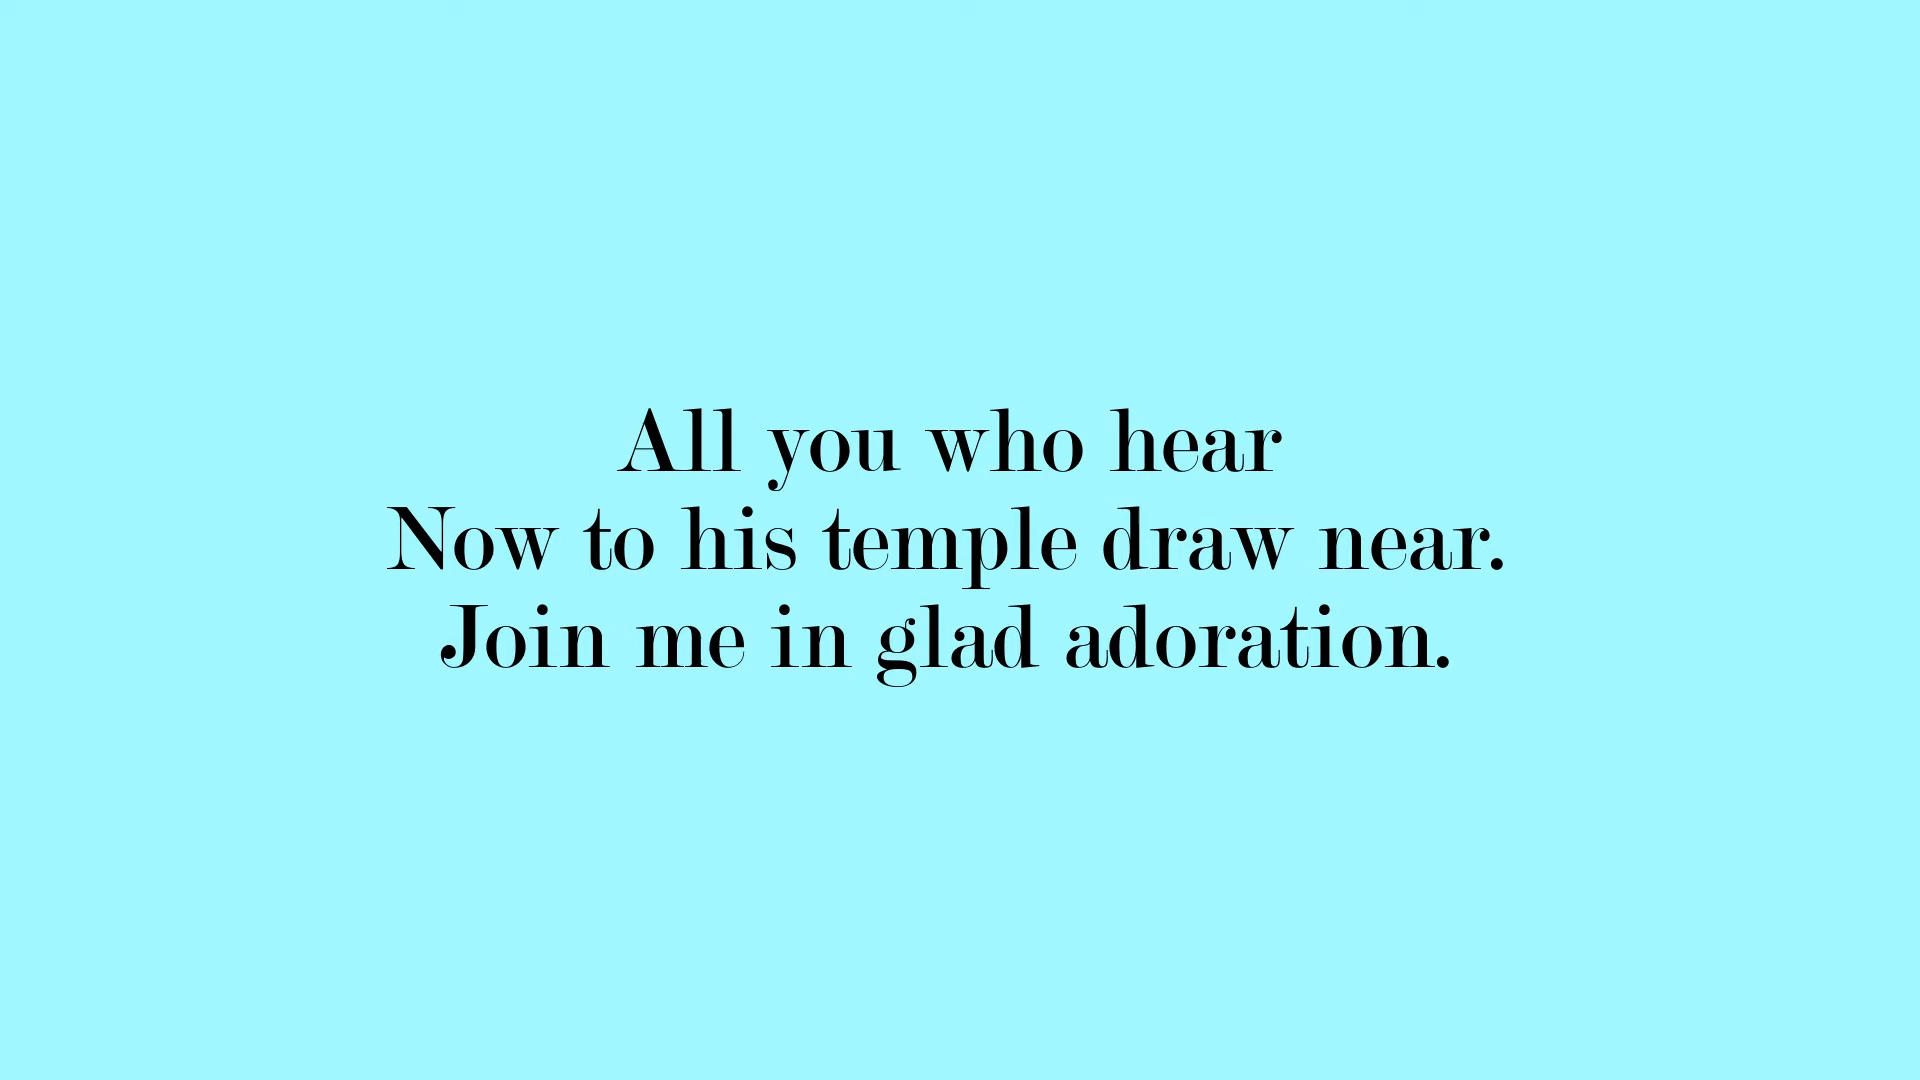 All you who hear
Now to his temple draw near.
Join me in glad adoration.